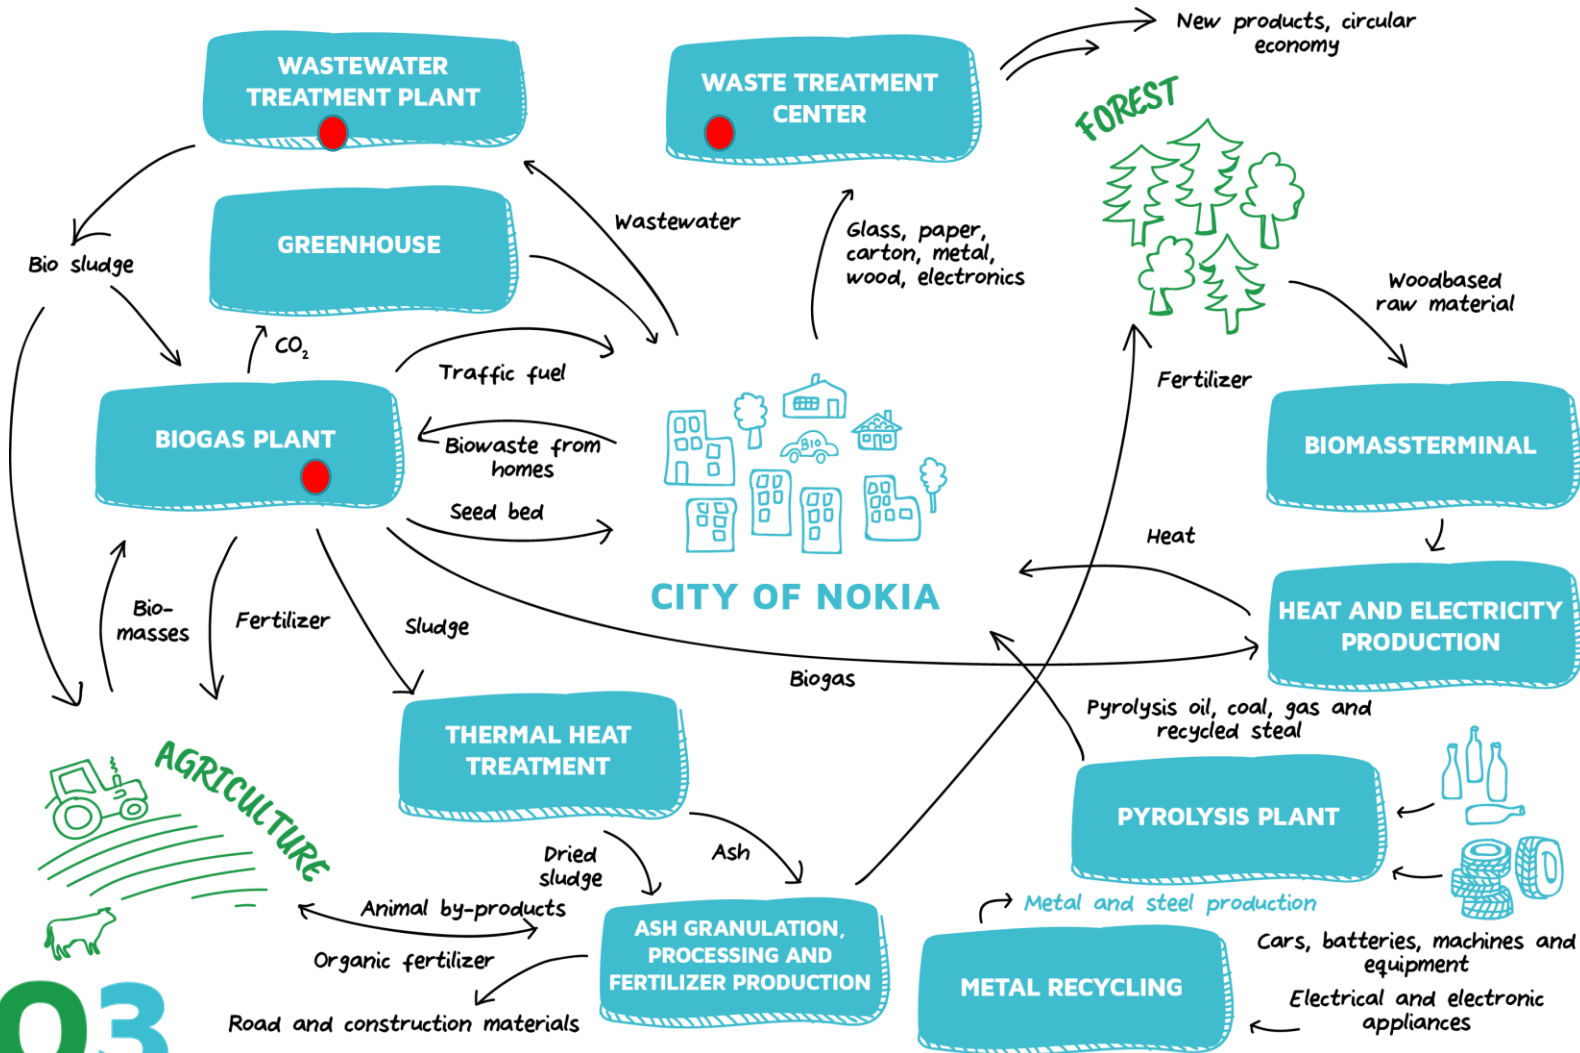 New products, circular
economy
WASTEWATER
TREATMENT PLANT
WASTE TREATMENT
CENTER
FOREST
GREENHOUSE
Wastewater
Glass, paper,
carton, metal,
wood, electronics
Bio sludge
Woodbased
raw material
CO₂
Traffic fuel
Fertilizer
BIOGAS PLANT
Biowaste from
homes
BIO
BIOMASSTERMINAL
Seed bed
Heat
CITY OF NOKIA
HEAT AND ELECTRICITY
PRODUCTION
Bio-
masses
Fertilizer
Sludge
Biogas
Pyrolysis oil, coal, gas and
recycled steal
THERMAL HEAT
TREATMENT
AGRICULTURE
PYROLYSIS PLANT
Dried
sludge
Ash
Metal and steel production
Animal by-products
ASH GRANULATION,
PROCESSING AND
FERTILIZER PRODUCTION
Organic fertilizer
Cars, batteries, machines and
equipment
METAL RECYCLING
Electrical and electronic
appliances
Road and construction materials
03